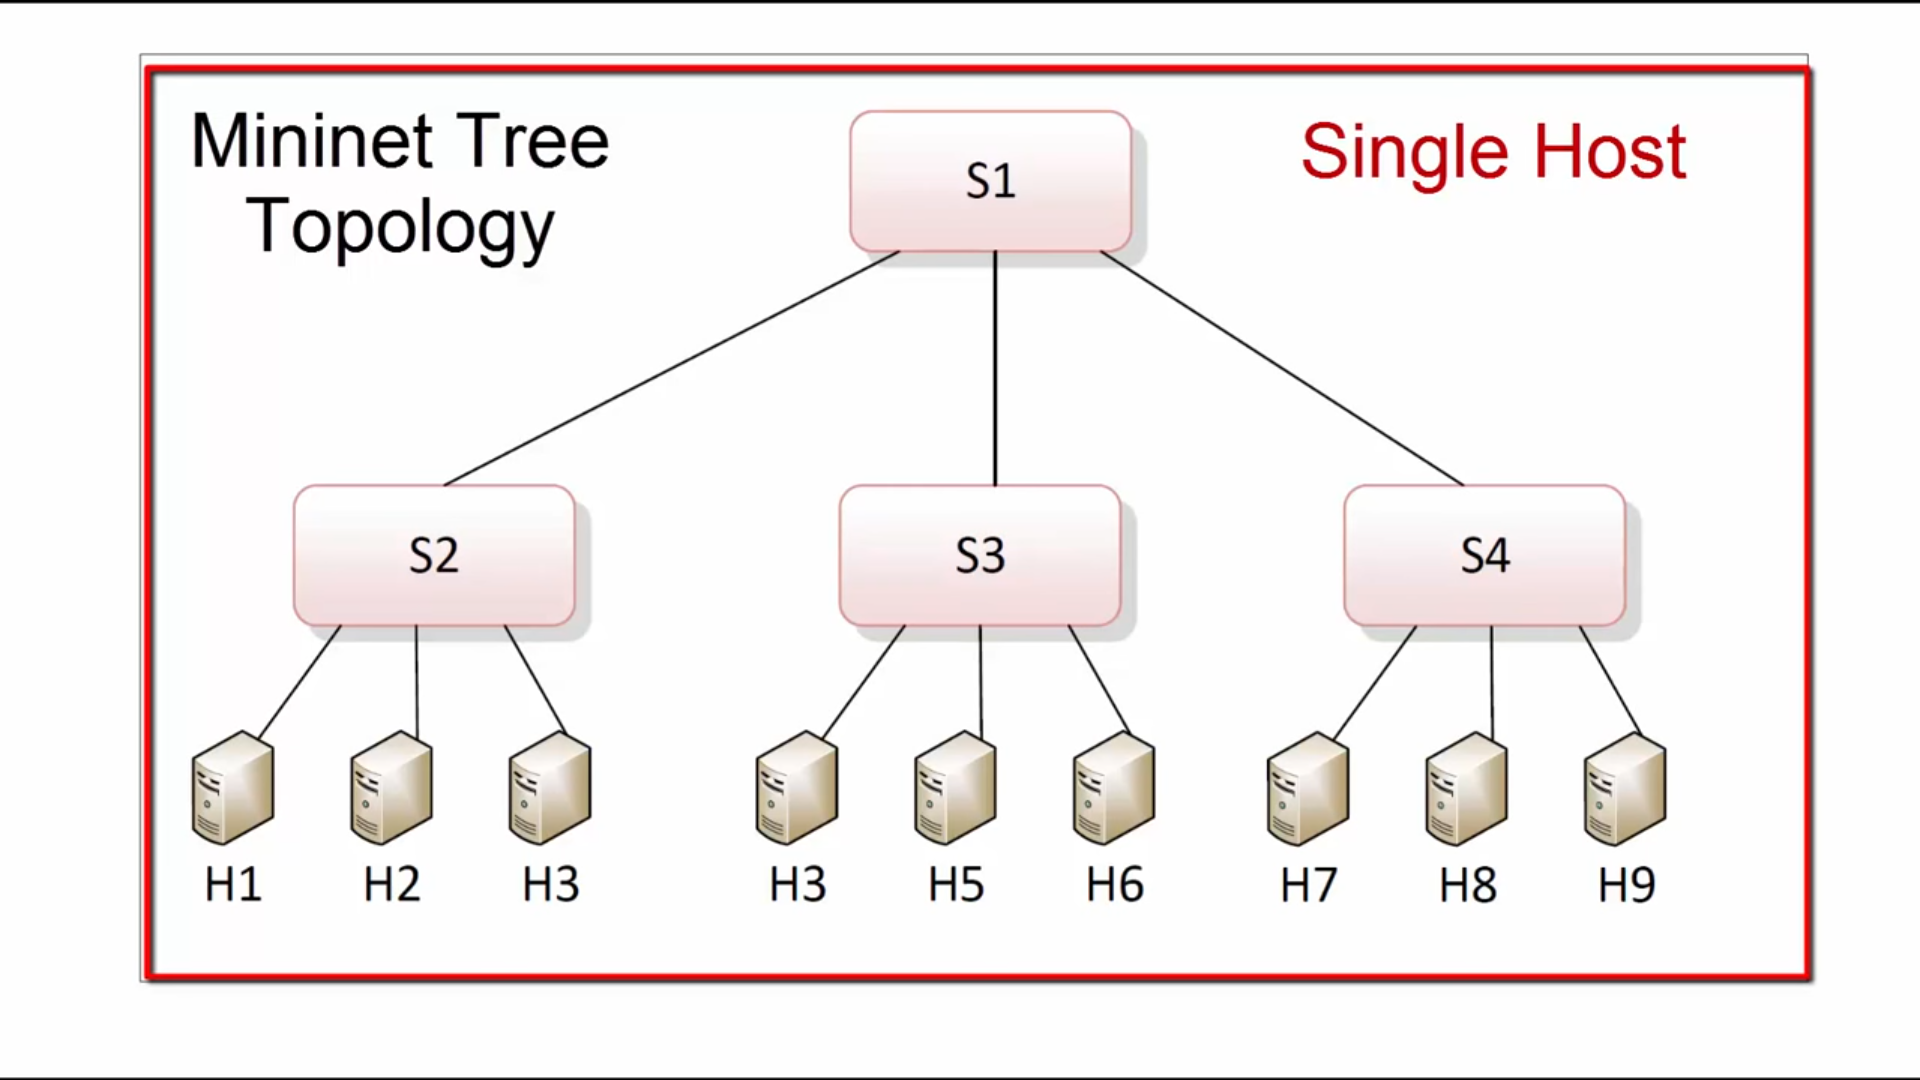 Mininet Tree
Topology
Single Host
S1
S2
S3
S4
H1
H2
H3
H3
H5
H6
H7
H8
H9